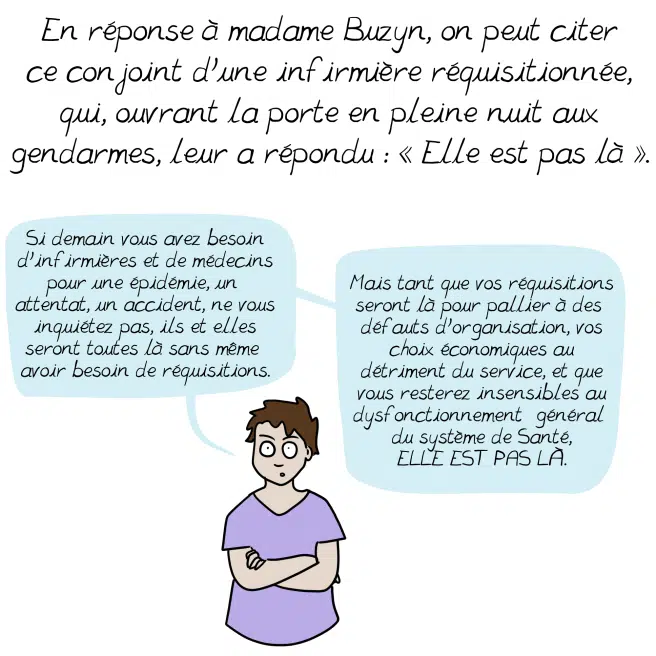 En réponse à madame Buzyn, on peut citer
ce conjoint d'une infirmière réquisitionnée,
qui, ouvrant la porte en pleine nuit aux
gendarmes, leur a répondu : « Elle est pas là ».
Si demain vous avez besoin
d'infirmières et de médecins
pour une épidémie, un
attentat, un accident, ne vous
inquiétez pas, ils et elles
seront toutes là sans même
avoir besoin de réquisitions.
Mais tant que vos réquisitions
seront là pour pallier à des
défauts d'organisation, vos
choix économiques au
détriment du service, et que
vous resterez insensibles au
dysfonctionnement général
du système de Santé,
ELLE EST PAS LÀ.